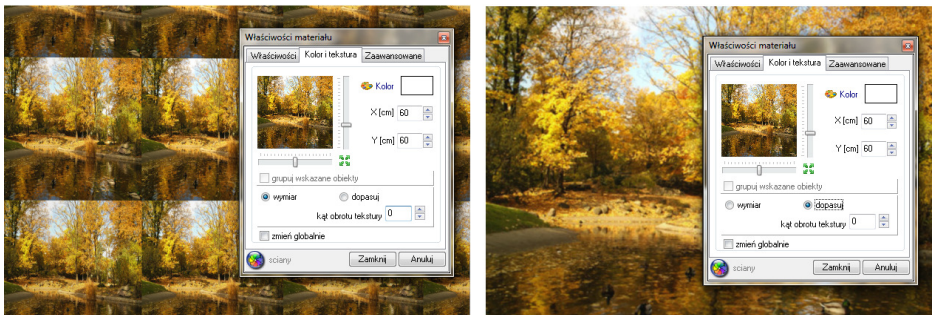 Właściwości materiału
Właściwości Kolor i tekstura Zaawansowane
Kolor
X [cm] 60
Y [cm] 60
grupuj wskazane obiekty
wymiar dopasuj
kąt obrotu tekstury 0
zmień globalnie
sciany Zamknij Anuluj
Właściwości materiału
Właściwości Kolor i tekstura Zaawansowane
Kolor
X [cm] 60
Y [cm] 60
grupuj wskazane obiekty
wymiar dopasuj
kąt obrotu tekstury 0
zmień globalnie
sciany Zamknij Anuluj